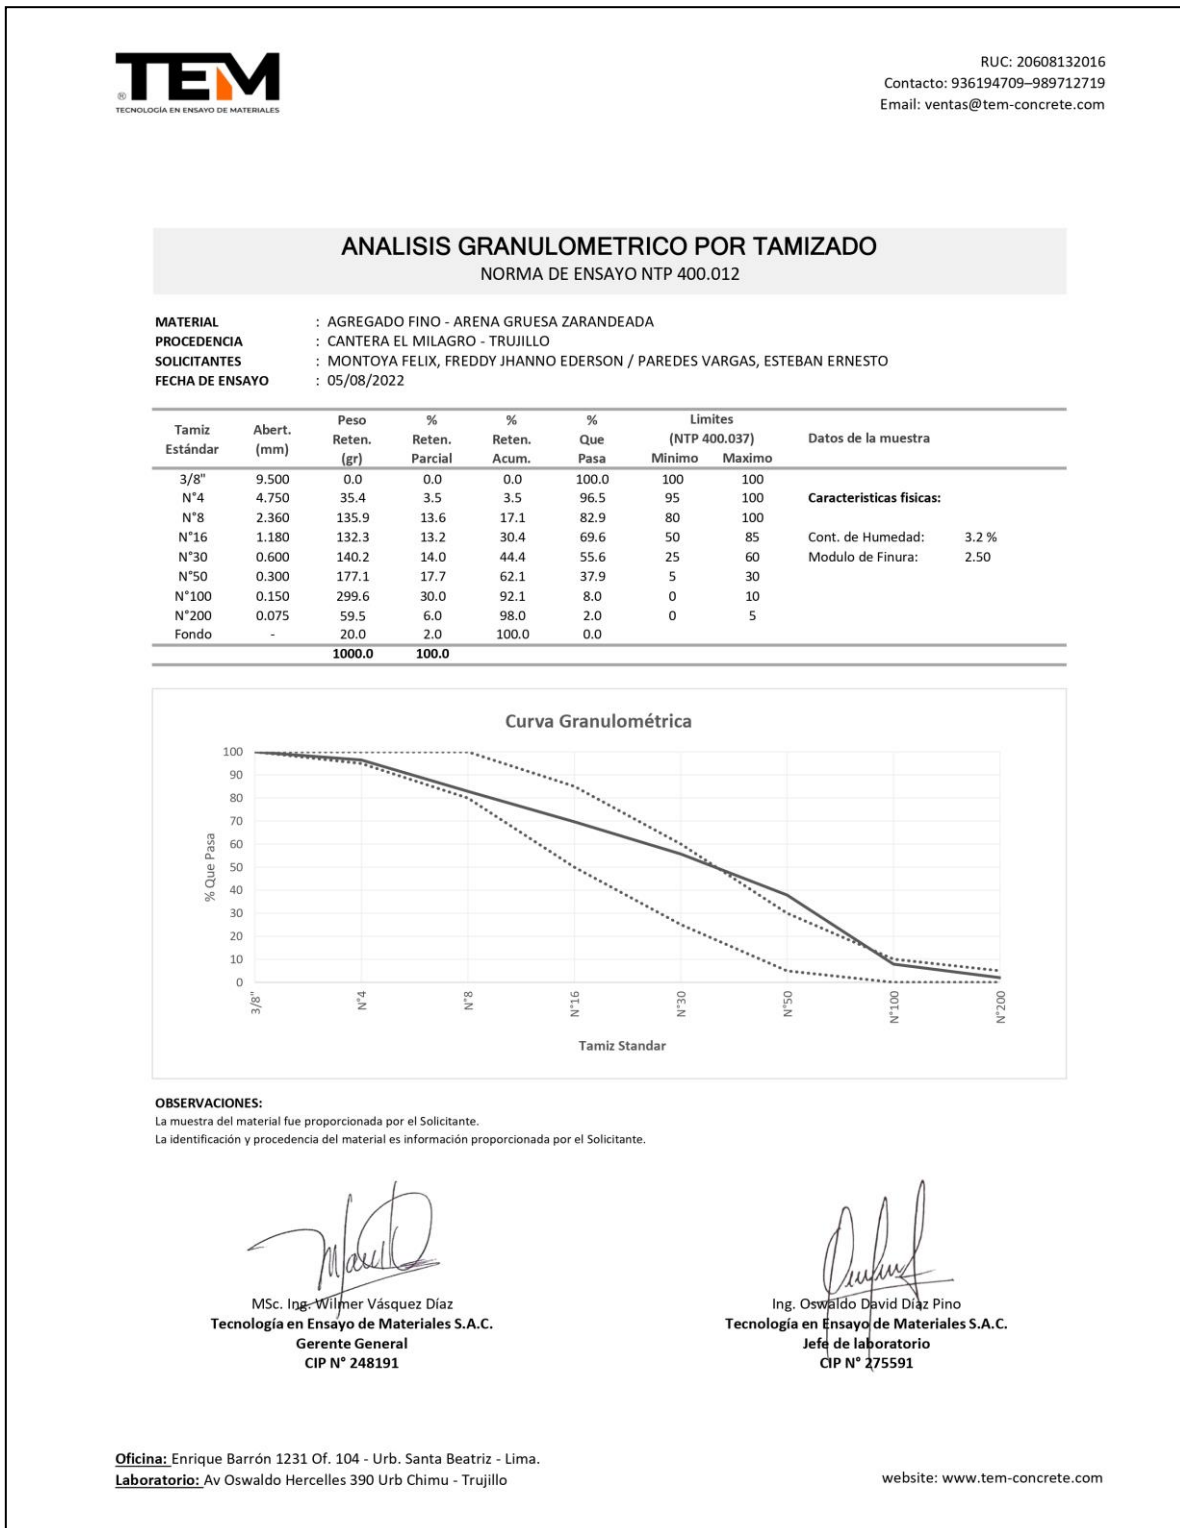 TEM
®
TECNOLOGÍA EN ENSAYO DE MATERIALES
RUC: 20608132016
Contacto: 936194709–989712719
Email: ventas@tem-concrete.com
ANALISIS GRANULOMETRICO POR TAMIZADO
NORMA DE ENSAYO NTP 400.012
MATERIAL : AGREGADO FINO - ARENA GRUESA ZARANDEADA
PROCEDENCIA : CANTERA EL MILAGRO - TRUJILLO
SOLICITANTES : MONTOYA FELIX, FREDDY JHANNO EDERSON / PAREDES VARGAS, ESTEBAN ERNESTO
FECHA DE ENSAYO : 05/08/2022
Tamiz Abert. Peso % % % Limites
Estándar (mm) Reten. Reten. Reten. Que (NTP 400.037) Datos de la muestra
(gr) Parcial Acum. Pasa Minimo Maximo
3/8" 9.500 0.0 0.0 0.0 100.0 100 100
N°4 4.750 35.4 3.5 3.5 96.5 95 100 Caracteristicas fisicas:
N°8 2.360 135.9 13.6 17.1 82.9 80 100
N°16 1.180 132.3 13.2 30.4 69.6 50 85 Cont. de Humedad: 3.2 %
N°30 0.600 140.2 14.0 44.4 55.6 25 60 Modulo de Finura: 2.50
N°50 0.300 177.1 17.7 62.1 37.9 5 30
N°100 0.150 299.6 30.0 92.1 8.0 0 10
N°200 0.075 59.5 6.0 98.0 2.0 0 5
Fondo - 20.0 2.0 100.0 0.0
1000.0 100.0
Curva Granulométrica
% Que Pasa
100
90
80
70
60
50
40
30
20
10
0
3/8" N°4 N°8 N°16 N°30 N°50 N°100 N°200
Tamiz Standar
OBSERVACIONES:
La muestra del material fue proporcionada por el Solicitante.
La identificación y procedencia del material es información proporcionada por el Solicitante.
MSc. Ing. Wilmer Vásquez Díaz
Tecnología en Ensayo de Materiales S.A.C.
Gerente General
CIP N° 248191
Ing. Oswaldo David Díaz Pino
Tecnología en Ensayo de Materiales S.A.C.
Jefe de laboratorio
CIP N° 275591
Oficina: Enrique Barrón 1231 Of. 104 - Urb. Santa Beatriz - Lima.
Laboratorio: Av Oswaldo Hercelles 390 Urb Chimu - Trujillo
website: www.tem-concrete.com